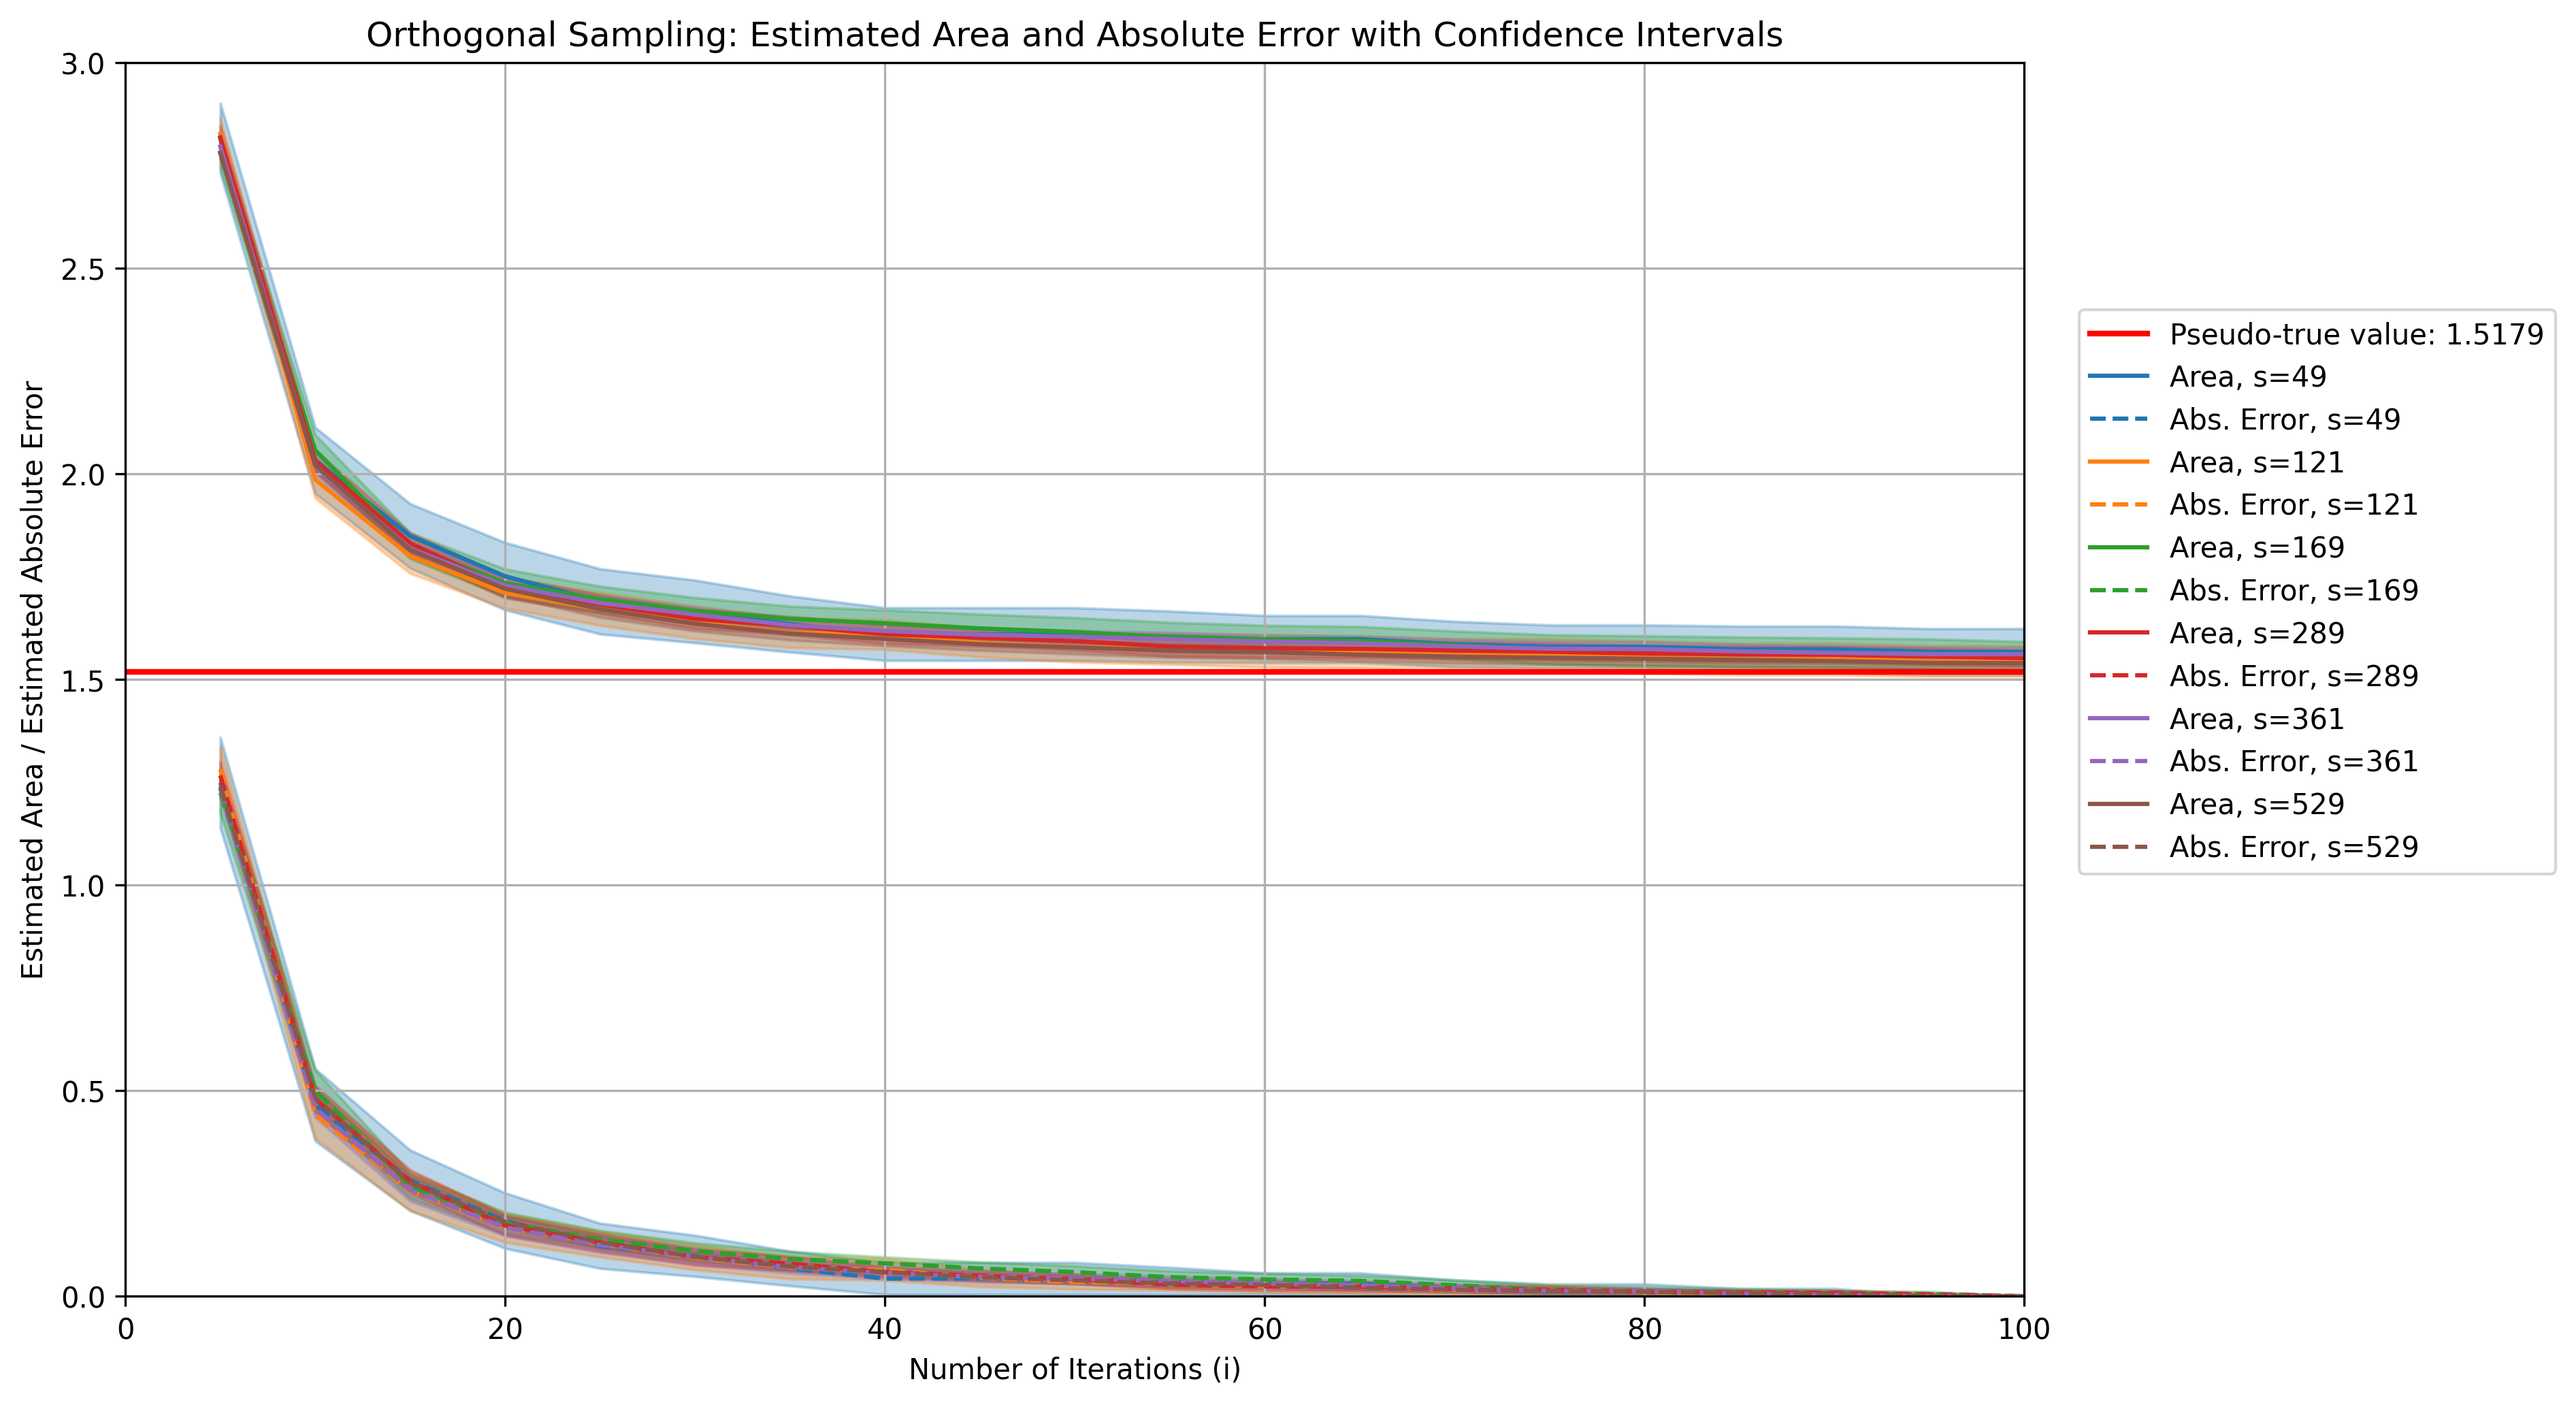 Orthogonal Sampling: Estimated Area and Absolute Error with Confidence Intervals
Estimated Area / Estimated Absolute Error
3.0
2.5
2.0
1.5
1.0
0.5
0.0
0 20 40 60 80 100
Number of Iterations (i)
Pseudo-true value: 1.5179
Area, s=49
Abs. Error, s=49
Area, s=121
Abs. Error, s=121
Area, s=169
Abs. Error, s=169
Area, s=289
Abs. Error, s=289
Area, s=361
Abs. Error, s=361
Area, s=529
Abs. Error, s=529